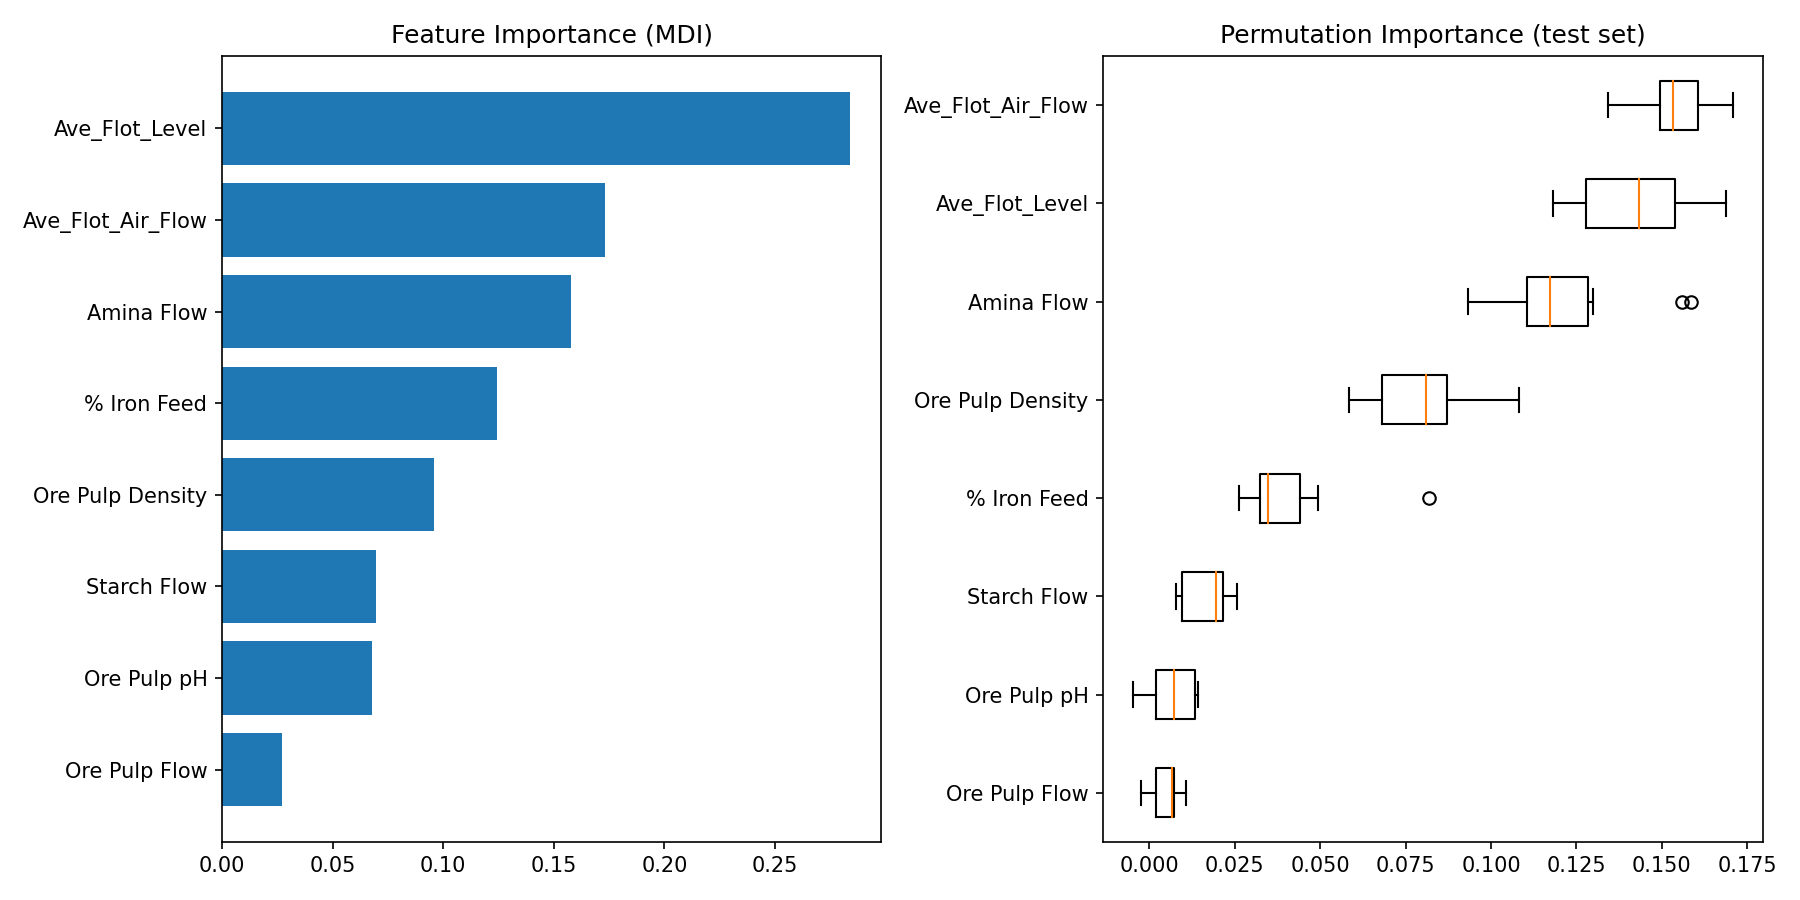 Feature Importance (MDI)
Ave_Flot_Level
Ave_Flot_Air_Flow
Amina Flow
% Iron Feed
Ore Pulp Density
Starch Flow
Ore Pulp pH
Ore Pulp Flow
0.00 0.05 0.10 0.15 0.20 0.25
Permutation Importance (test set)
Ave_Flot_Air_Flow
Ave_Flot_Level
Amina Flow
Ore Pulp Density
% Iron Feed
Starch Flow
Ore Pulp pH
Ore Pulp Flow
0.000 0.025 0.050 0.075 0.100 0.125 0.150 0.175